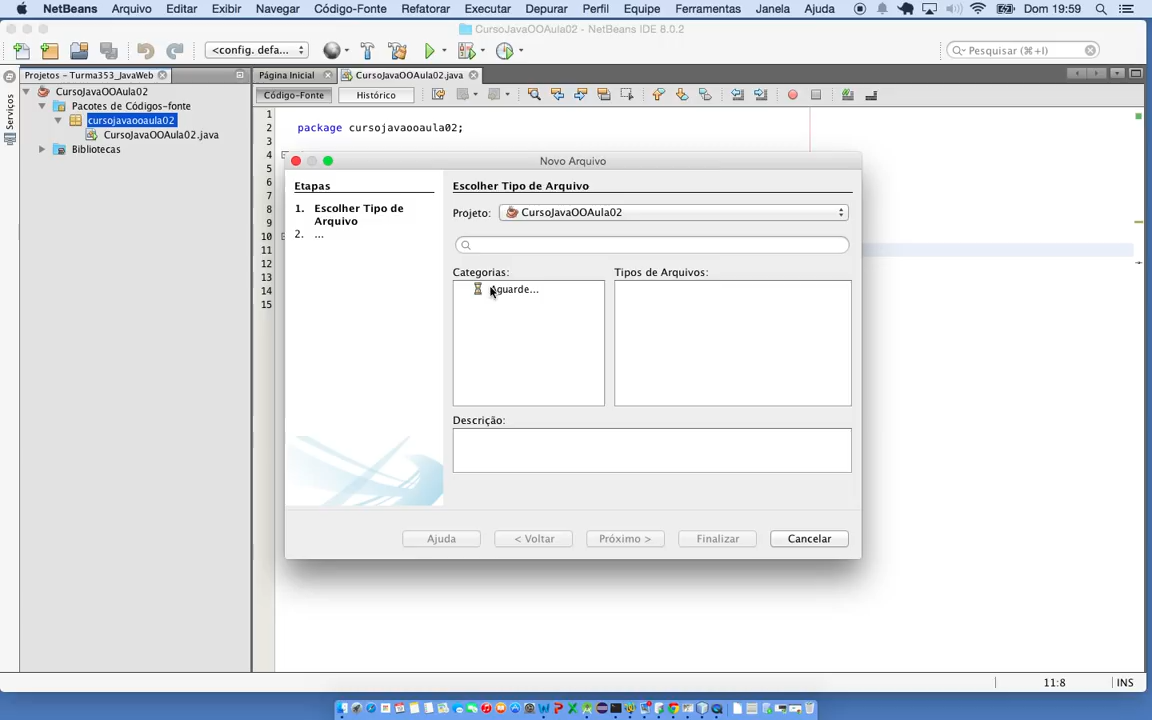 NetBeans Arquivo Editar Exibir Navegar Código-Fonte Refatorar Executar Depurar Perfil Equipe Ferramentas Janela Ajuda Dom 19:59
CursoJavaOOAula02 - NetBeans IDE 8.0.2
<config. defa... Pesquisar (⌘+I)
Projetos – Turma353_JavaWeb Página Inicial CursoJavaOOAula02.java
Serviços
CursoJavaOOAula02 Código-Fonte Histórico
Pacotes de Códigos-fonte
cursojavaooaula02
CursoJavaOOAula02.java
Bibliotecas
1
2 package cursojavaooaula02;
3
4
5
6
7
8
9
10
11
12
13
14
15
Novo Arquivo
Etapas
1. Escolher Tipo de
Arquivo
2. ...
Escolher Tipo de Arquivo
Projeto: CursoJavaOOAula02
Categorias: Tipos de Arquivos:
Aguarde...
Descrição:
Ajuda < Voltar Próximo > Finalizar Cancelar
11:8 INS